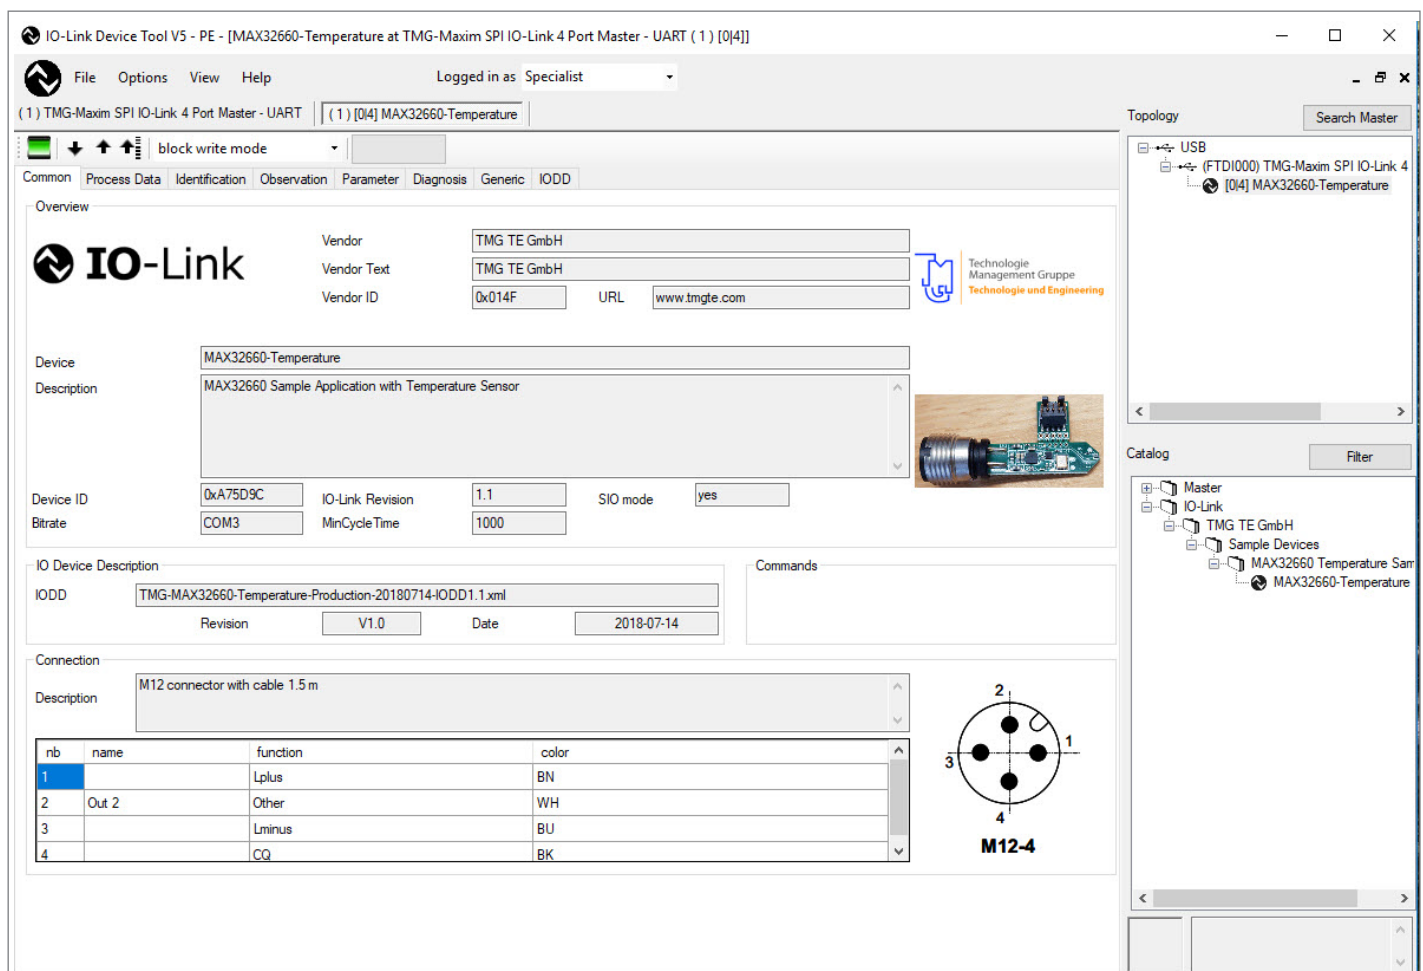 IO-Link Device Tool V5 - PE - [MAX32660-Temperature at TMG-Maxim SPI IO-Link 4 Port Master - UART ( 1 ) [0|4]]
File Options View Help Logged in as Specialist
( 1 ) TMG-Maxim SPI IO-Link 4 Port Master - UART ( 1 ) [0|4] MAX32660-Temperature
block write mode
Common Process Data Identification Observation Parameter Diagnosis Generic IODD
Overview
IO-Link
Vendor TMG TE GmbH
Vendor Text TMG TE GmbH
Vendor ID 0x014F URL www.tmgte.com
Technologie
Management Gruppe
Technologie und Engineering
Device MAX32660-Temperature
Description MAX32660 Sample Application with Temperature Sensor
Device ID 0xA75D9C IO-Link Revision 1.1 SIO mode yes
Bitrate COM3 MinCycleTime 1000
IO Device Description
IODD TMG-MAX32660-Temperature-Production-20180714-IODD1.1.xml
Revision V1.0 Date 2018-07-14
Commands
Connection
Description M12 connector with cable 1.5 m
nb name function color
1 Lplus BN
2 Out 2 Other WH
3 Lminus BU
4 CQ BK
2
1
3
4
M12-4
Topology Search Master
USB
(FTDI000) TMG-Maxim SPI IO-Link 4
[0|4] MAX32660-Temperature
Catalog Filter
Master
IO-Link
TMG TE GmbH
Sample Devices
MAX32660 Temperature Sam
MAX32660-Temperature